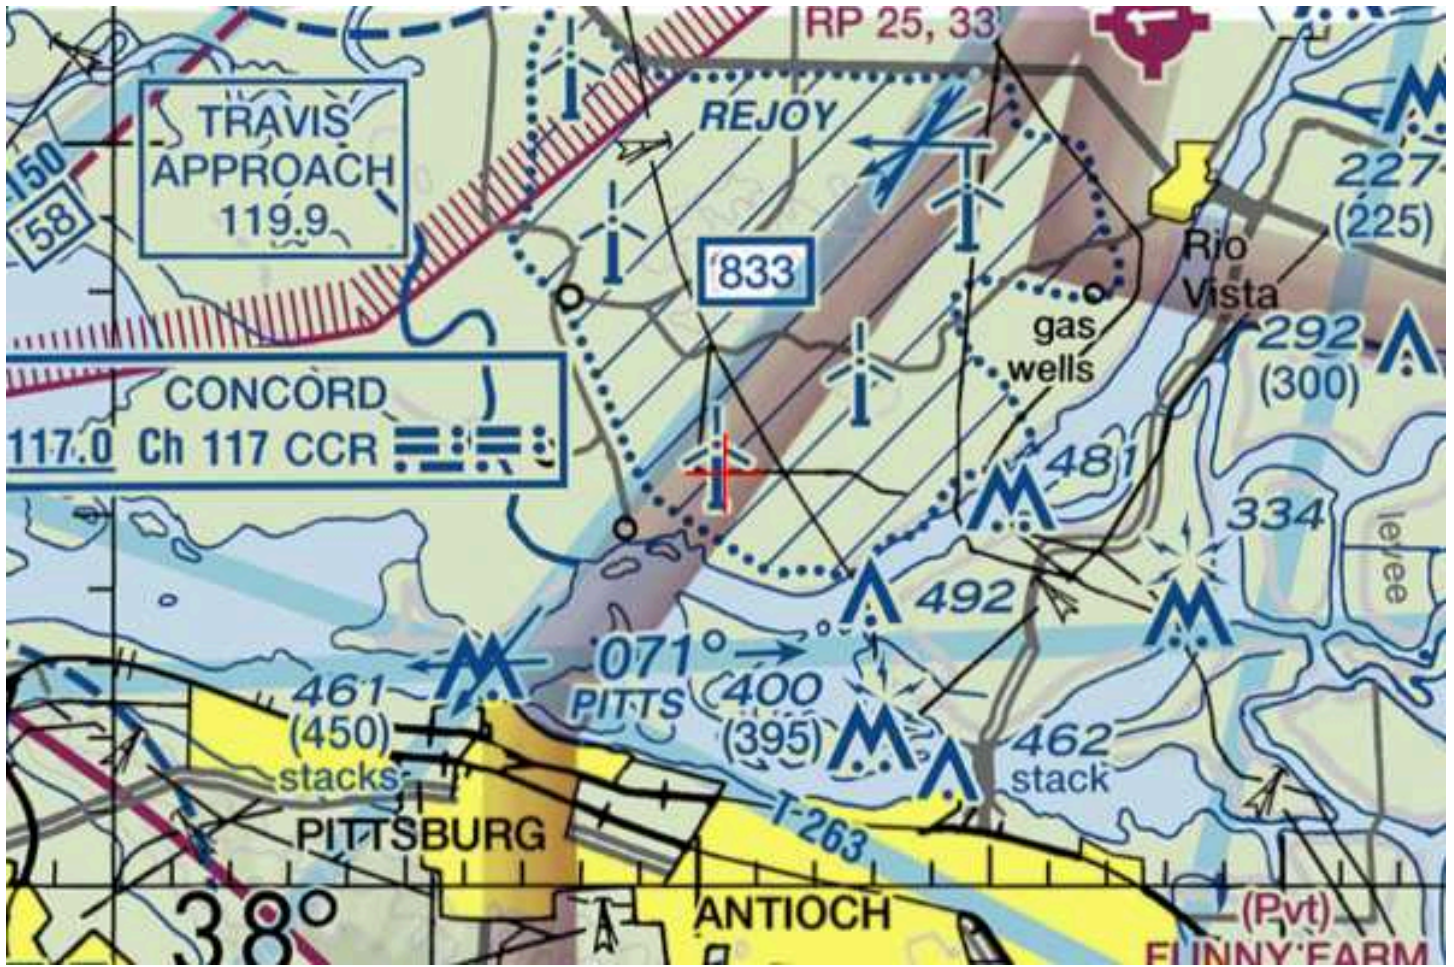 RP 25, 33
TRAVIS
APPROACH
119.9
150
58
REJOY
227
(225)
833
Rio
Vista
gas
wells
292
(300)
CONCORD
117.0 Ch 117 CCR
481
334
levee
492
071°
PITTS
461
(450)
stacks
400
(395)
462
stack
PITTSBURG
T-263
38°
ANTIOCH
(Pvt)
FUNNY FARM